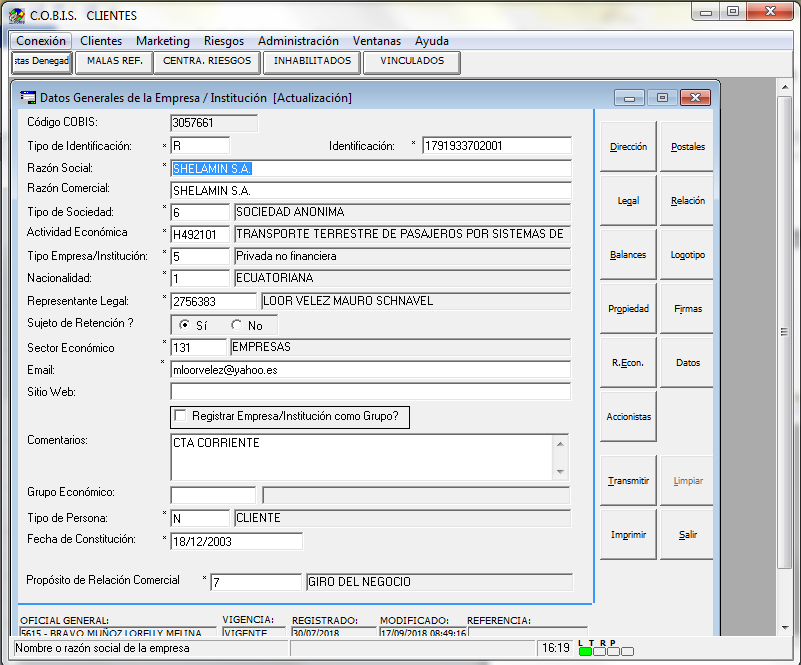 C.O.B.I.S. CLIENTES
Conexión Clientes Marketing Riesgos Administración Ventanas Ayuda
tas Denegad MALAS REF. CENTRA. RIESGOS INHABILITADOS VINCULADOS
Datos Generales de la Empresa / Institución [Actualización]
Código COBIS: 3057661
Tipo de Identificación: * R Identificación: * 1791933702001
Razón Social: * SHELAMIN S.A.
Razón Comercial: SHELAMIN S.A.
Tipo de Sociedad: * 6 SOCIEDAD ANONIMA
Actividad Económica * H492101 TRANSPORTE TERRESTRE DE PASAJEROS POR SISTEMAS DE
Tipo Empresa/Institución: * 5 Privada no financiera
Nacionalidad: * 1 ECUATORIANA
Representante Legal: * 2756383 LOOR VELEZ MAURO SCHNAVEL
Sujeto de Retención ? Sí No
Sector Económico * 131 EMPRESAS
Email: * mloorvelez@yahoo.es
Sitio Web:
Registrar Empresa/Institución como Grupo?
Comentarios: CTA CORRIENTE
Grupo Económico:
Tipo de Persona: * N CLIENTE
Fecha de Constitución: * 18/12/2003
Propósito de Relación Comercial * 7 GIRO DEL NEGOCIO
Dirección Postales
Legal Relación
Balances Logotipo
Propiedad Firmas
R.Econ. Datos
Accionistas
Transmitir Limpiar
Imprimir Salir
OFICIAL GENERAL: VIGENCIA: REGISTRADO: MODIFICADO: REFERENCIA:
5615 - BRAVO MUÑOZ LORELLY MELINA VIGENTE 30/07/2018 17/09/2018 08:49:16
Nombre o razón social de la empresa 16:19 L T R P